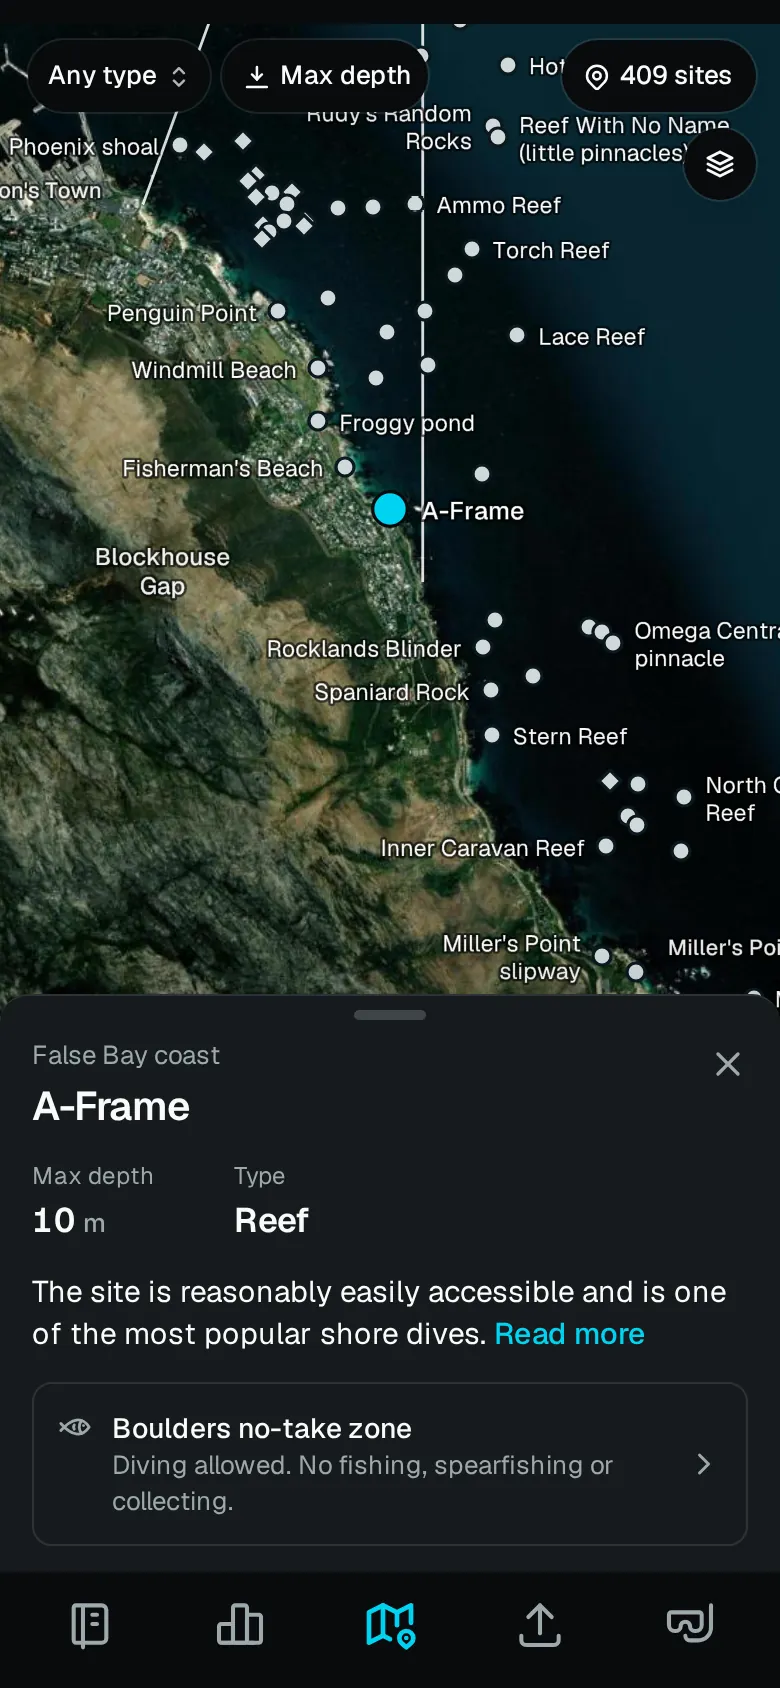 Any type
Max depth
Hot
409 sites
Rudy's Random
Rocks
Reef With No Name
(little pinnacles)
Phoenix shoal
on's Town
Ammo Reef
Torch Reef
Penguin Point
Lace Reef
Windmill Beach
Froggy pond
Fisherman's Beach
A-Frame
Blockhouse
Gap
Omega Centra
pinnacle
Rocklands Blinder
Spaniard Rock
Stern Reef
North C
Reef
Inner Caravan Reef
Miller's Point
slipway
Miller's Poi
False Bay coast
A-Frame
Max depth
Type
10 m
Reef
The site is reasonably easily accessible and is one
of the most popular shore dives. Read more
Boulders no-take zone
Diving allowed. No fishing, spearfishing or
collecting.